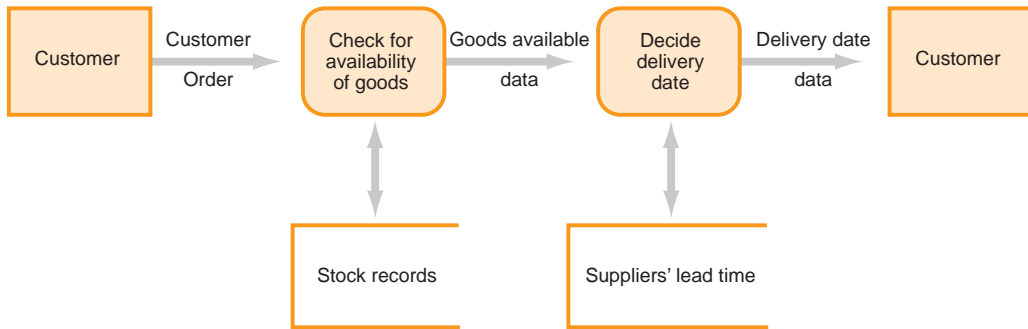 Customer
Customer
Order
Check for
availability
of goods
Goods available
data
Decide
delivery
date
Delivery date
data
Customer
Stock records
Suppliers’ lead time